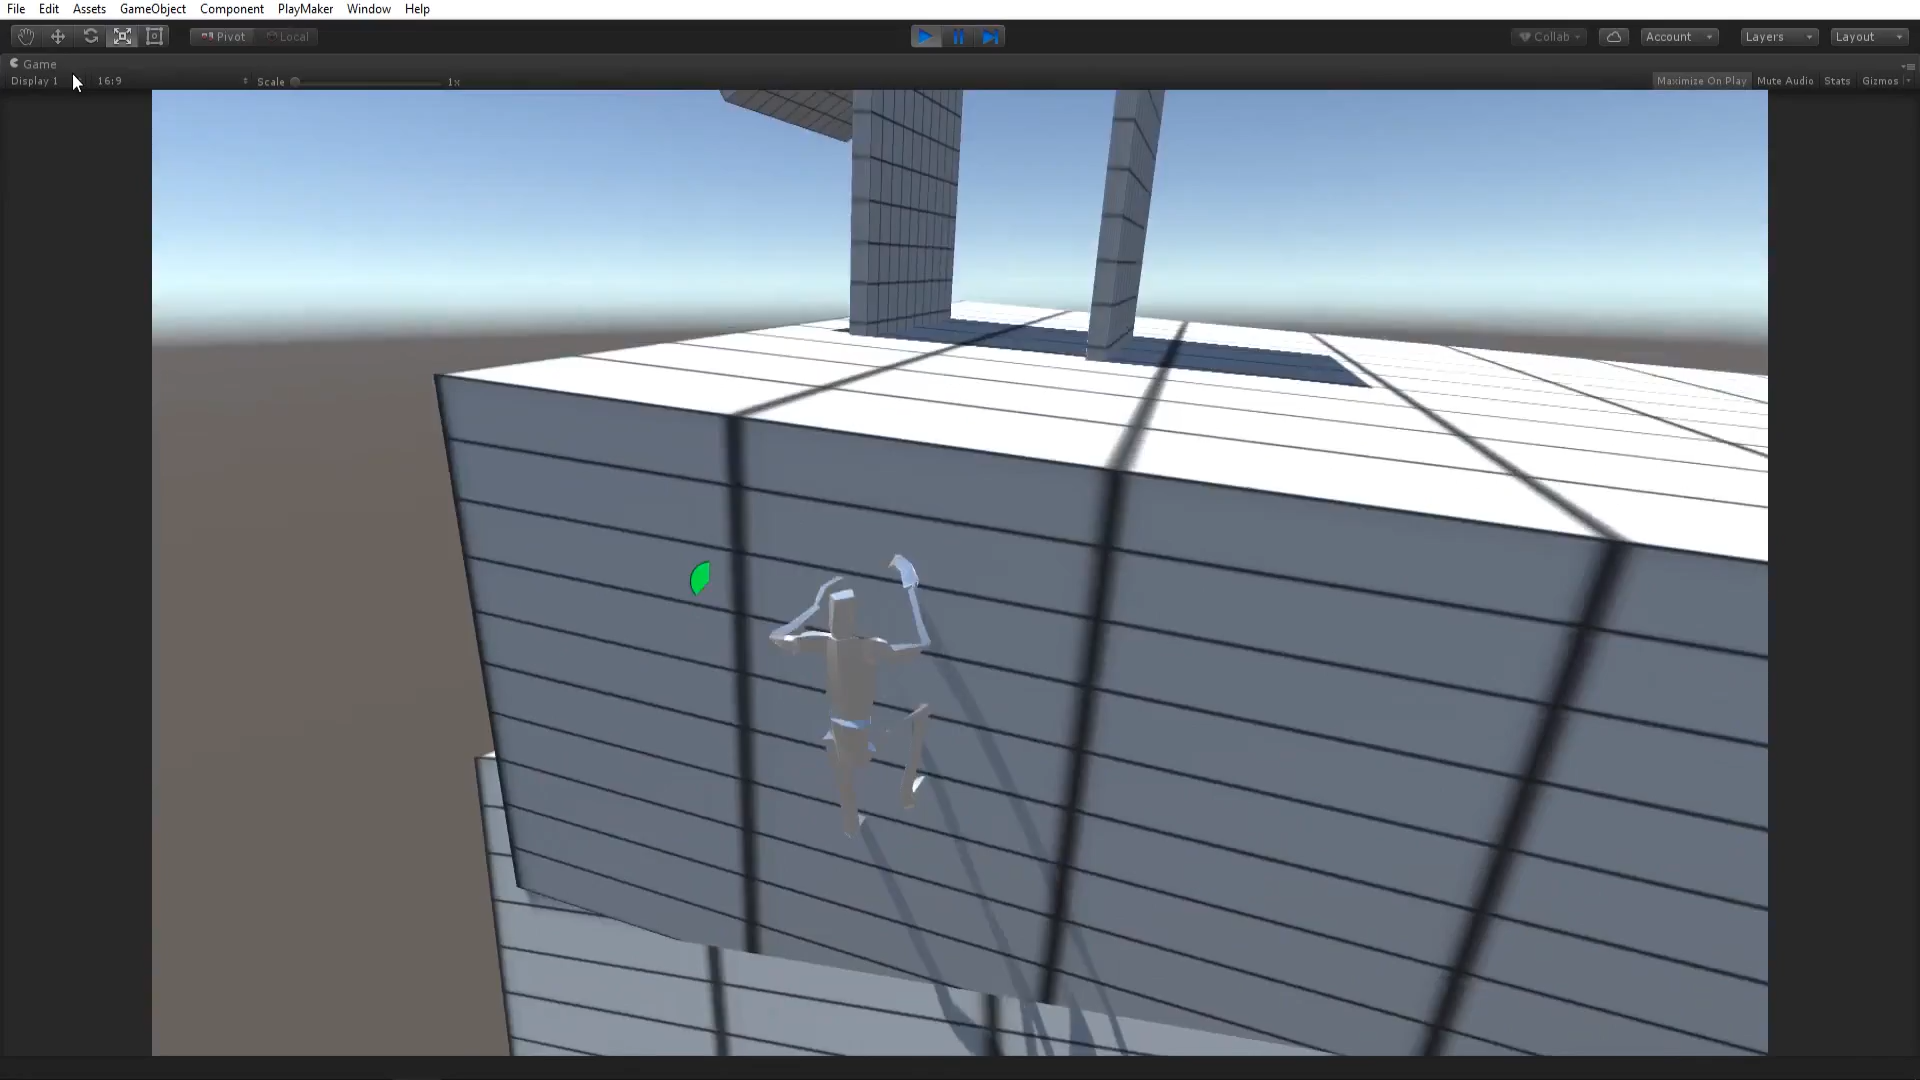 File Edit Assets GameObject Component PlayMaker Window Help
Pivot Local Collab Account Layers Layout
Game
Display 1 16:9 Scale 1x Maximize On Play Mute Audio Stats Gizmos